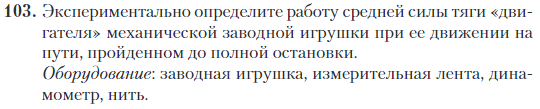 103. Экспериментально определите работу средней силы тяги «дви-
гателя» механической заводной игрушки при ее движении на
пути, пройденном до полной остановки.
Оборудование: заводная игрушка, измерительная лента, дина-
мометр, нить.